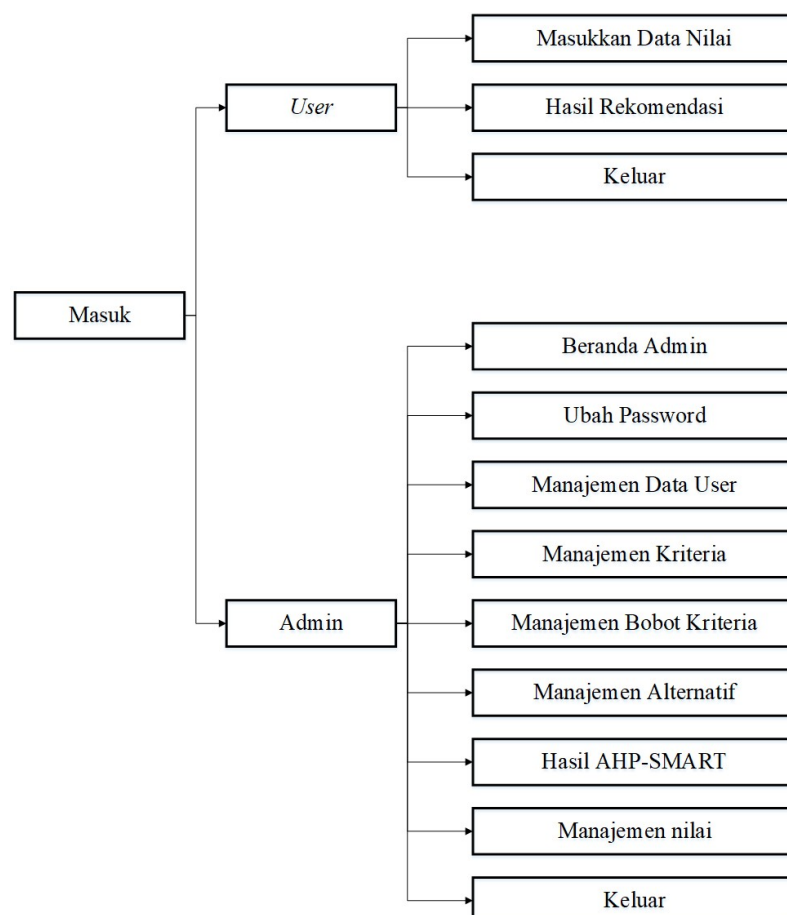 Masuk
User
Masukkan Data Nilai
Hasil Rekomendasi
Keluar
Admin
Beranda Admin
Ubah Password
Manajemen Data User
Manajemen Kriteria
Manajemen Bobot Kriteria
Manajemen Alternatif
Hasil AHP-SMART
Manajemen nilai
Keluar